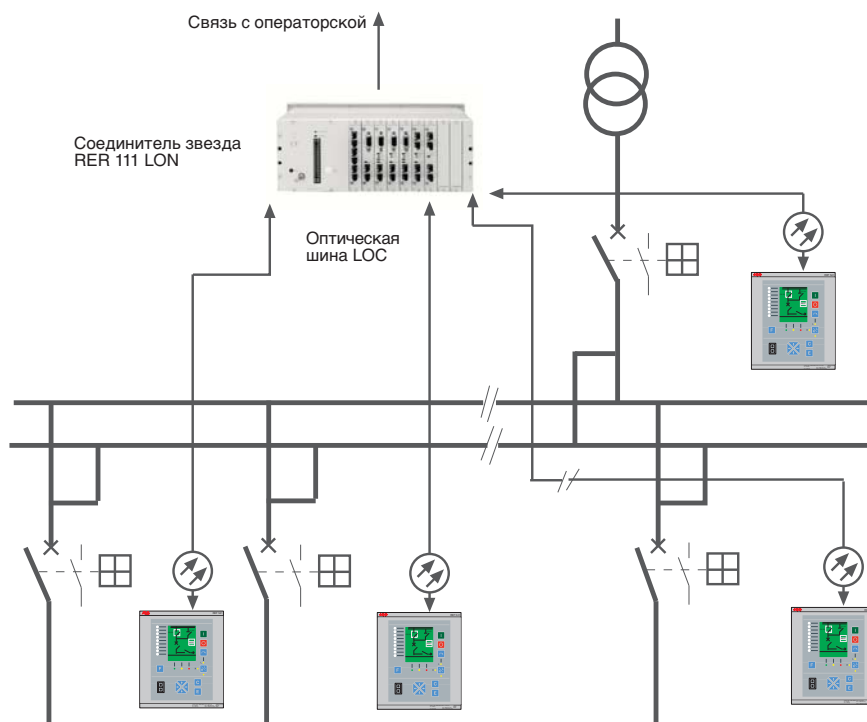 Связь с операторской
Соединитель звезда
RER 111 LON
Оптическая
шина LOC